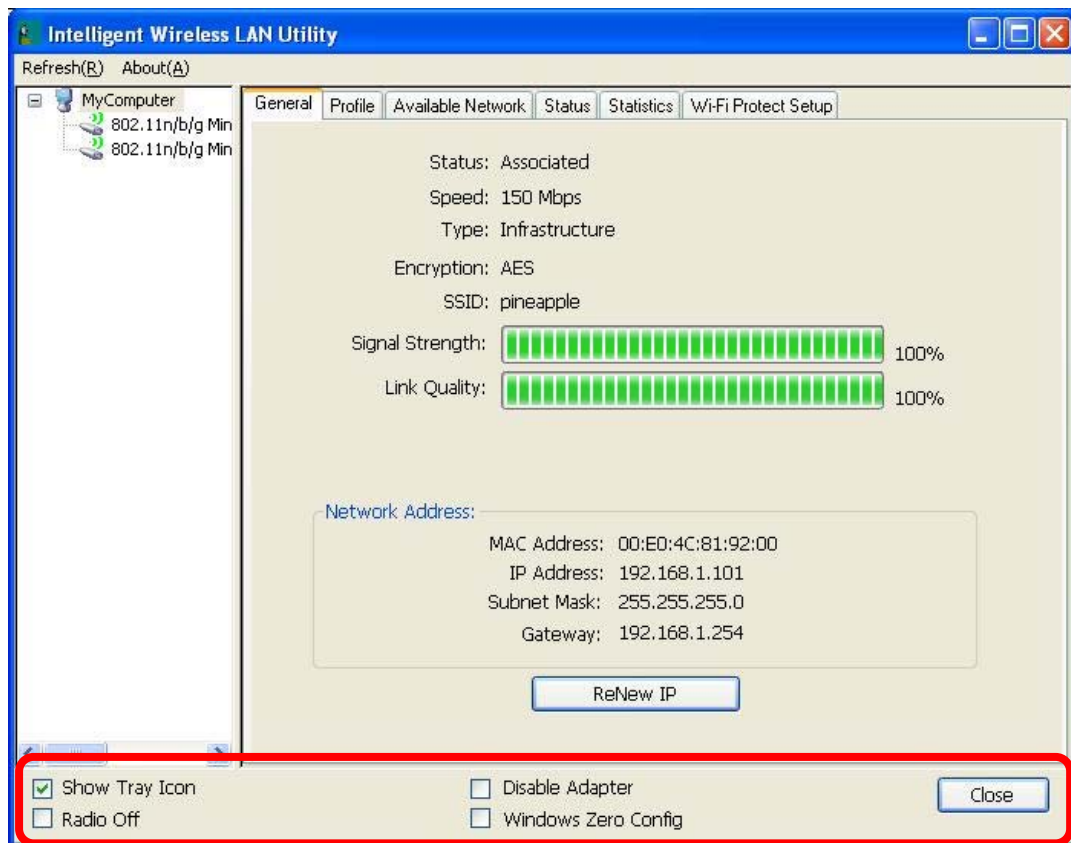 Intelligent Wireless LAN Utility
Refresh(R) About(A)
MyComputer
802.11n/b/g Min
802.11n/b/g Min
General Profile Available Network Status Statistics Wi-Fi Protect Setup
Status: Associated
Speed: 150 Mbps
Type: Infrastructure
Encryption: AES
SSID: pineapple
Signal Strength: 100%
Link Quality: 100%
Network Address:
MAC Address: 00:E0:4C:81:92:00
IP Address: 192.168.1.101
Subnet Mask: 255.255.255.0
Gateway: 192.168.1.254
ReNew IP
Show Tray Icon
Radio Off
Disable Adapter
Windows Zero Config
Close